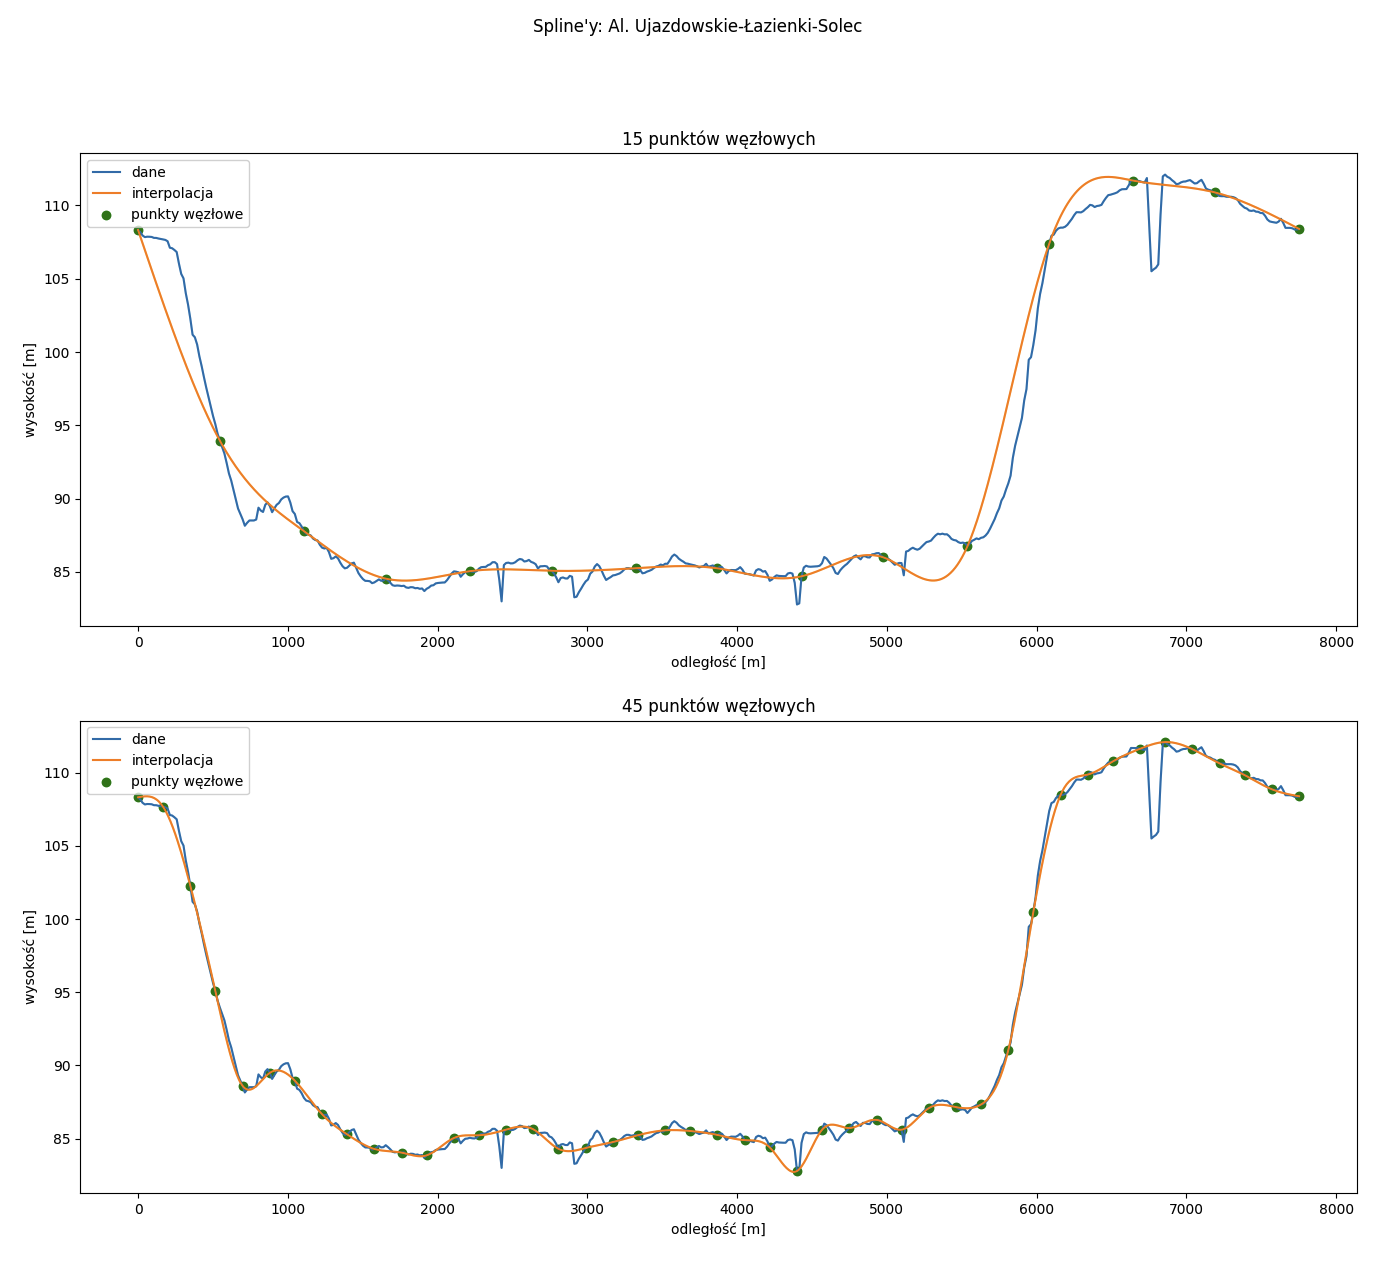 Spline'y: Al. Ujazdowskie-Łazienki-Solec
15 punktów węzłowych
dane
interpolacja
punkty węzłowe
110
105
100
95
90
85
wysokość [m]
0 1000 2000 3000 4000 5000 6000 7000 8000
odległość [m]
45 punktów węzłowych
dane
interpolacja
punkty węzłowe
110
105
100
95
90
85
wysokość [m]
0 1000 2000 3000 4000 5000 6000 7000 8000
odległość [m]